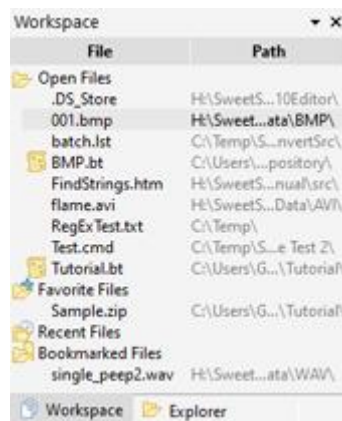 Workspace
File Path
Open Files
.DS_Store H:\SweetS...10Editor\
001.bmp H:\Sweet...ata\BMP\
batch.lst C:\Temp\S...nvertSrc\
BMP.bt C:\Users\...pository\
FindStrings.htm H:\SweetS...nual\src\
flame.avi H:\SweetS...Data\AVI\
RegExTest.txt C:\Temp\
Test.cmd C:\Temp\S...e Test 2\
Tutorial.bt C:\Users\G...\Tutorial\
Favorite Files
Sample.zip C:\Users\G...\Tutorial\
Recent Files
Bookmarked Files
single_peep2.wav H:\Sweet...ata\WAV\
Workspace Explorer